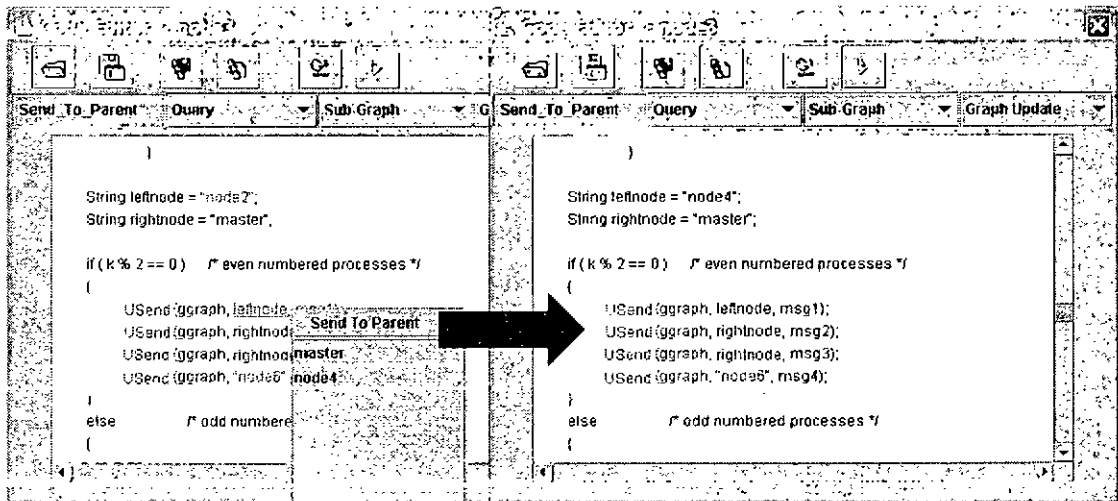 Send_To_Parent Query Sub-Graph G
}
String leftnode = "node2";
String rightnode = "master";
if ( k % 2 == 0 ) /* even numbered processes */
{
USend (ggraph, leftnode,
USend (ggraph, rightnod
USend (ggraph, rightnod
USend (ggraph, "node6"
}
else /* odd numbere
{
Send To Parent
master
node4
Send_To_Parent Query Sub-Graph Graph Update
}
String leftnode = "node4";
String rightnode = "master";
if ( k % 2 == 0 ) /* even numbered processes */
{
USend (ggraph, leftnode, msg1);
USend (ggraph, rightnode, msg2);
USend (ggraph, rightnode, msg3);
USend (ggraph, "node6", msg4);
}
else /* odd numbered processes */
{